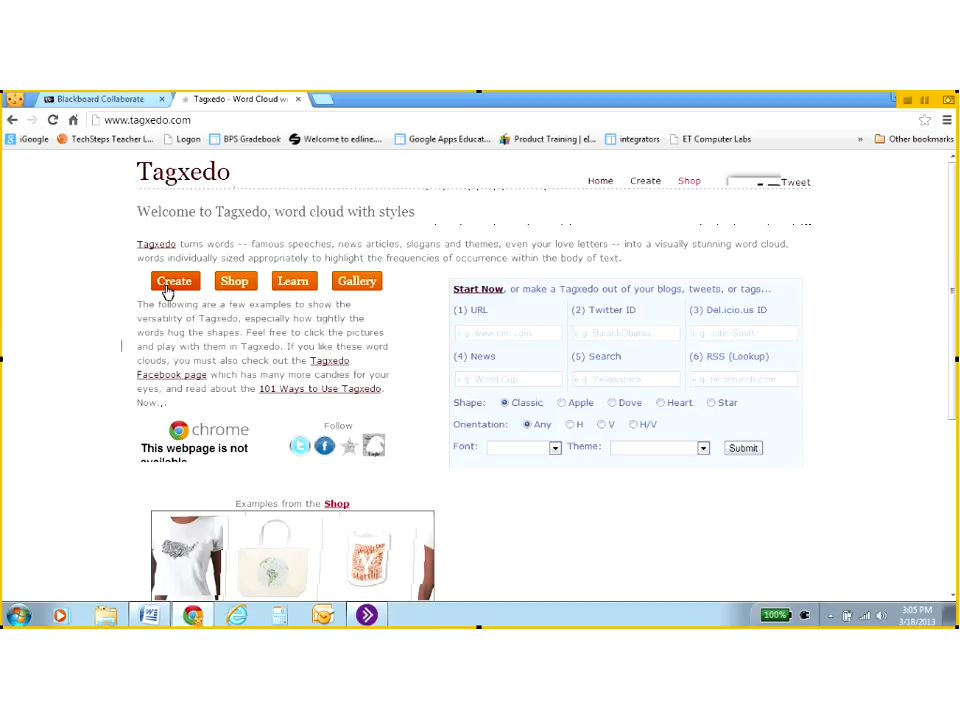 Blackboard Collaborate
Tagxedo - Word Cloud w
www.tagxedo.com
iGoogle
TechSteps Teacher L...
Logon
BPS Gradebook
Welcome to edline....
Google Apps Educat...
Product Training | el...
integrators
ET Computer Labs
»
Other bookmarks
Tagxedo
Home
Create
Shop
Tweet
Welcome to Tagxedo, word cloud with styles
Tagxedo turns words -- famous speeches, news articles, slogans and themes, even your love letters -- into a visually stunning word cloud,
words individually sized appropriately to highlight the frequencies of occurrence within the body of text.
Create
Shop
Learn
Gallery
The following are a few examples to show the
versatility of Tagxedo, especially how tightly the
words hug the shapes. Feel free to click the pictures
and play with them in Tagxedo. If you like these word
clouds, you must also check out the Tagxedo
Facebook page which has many more candies for your
eyes, and read about the 101 Ways to Use Tagxedo.
Now...
chrome
This webpage is not
available
Follow
Start Now, or make a Tagxedo out of your blogs, tweets, or tags...
(1) URL
(2) Twitter ID
(3) Del.icio.us ID
e.g. www.cnn.com
e.g. BarackObama
e.g. John Smith
(4) News
(5) Search
(6) RSS (Lookup)
e.g. World Cup
e.g. Yellowstone
e.g. techcrunch.com
Shape:
Classic
Apple
Dove
Heart
Star
Orientation:
Any
H
V
H/V
Font:
Theme:
Submit
Examples from the Shop
100%
3:05 PM
3/18/2013